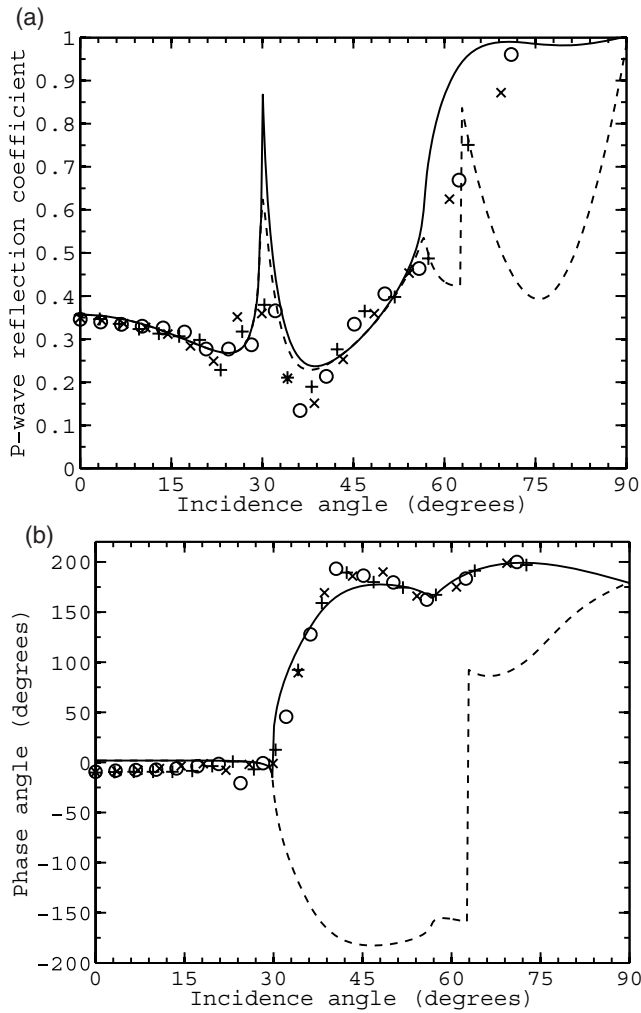 (a)
P-wave reflection coefficient
1
0.9
0.8
0.7
0.6
0.5
0.4
0.3
0.2
0.1
0
0 15 30 45 60 75 90
Incidence angle (degrees)
(b)
Phase angle (degrees)
200
150
100
50
0
-50
-100
-150
-200
0 15 30 45 60 75 90
Incidence angle (degrees)